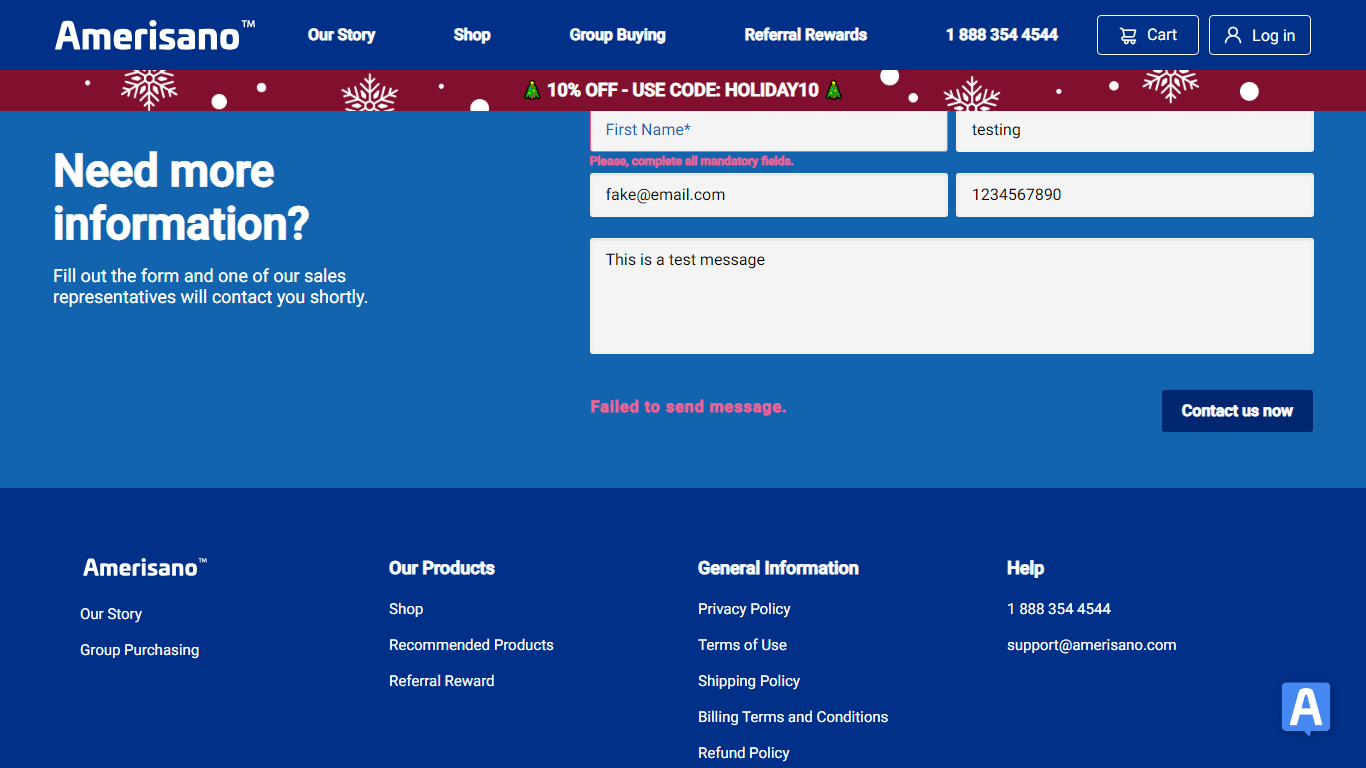 Amerisano™
Our Story
Shop
Group Buying
Referral Rewards
1 888 354 4544
Cart
Log in
🎄 10% OFF - USE CODE: HOLIDAY10 🎄
Need more
information?
Fill out the form and one of our sales
representatives will contact you shortly.
First Name*
testing
Please, complete all mandatory fields.
fake@email.com
1234567890
This is a test message
Failed to send message.
Contact us now
Amerisano™
Our Story
Group Purchasing
Our Products
Shop
Recommended Products
Referral Reward
General Information
Privacy Policy
Terms of Use
Shipping Policy
Billing Terms and Conditions
Refund Policy
Help
1 888 354 4544
support@amerisano.com
A